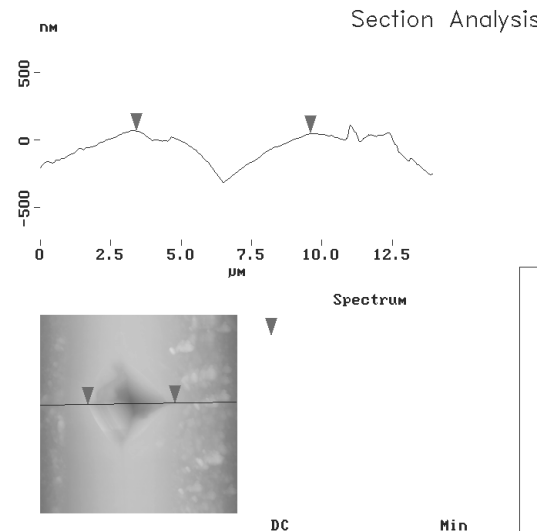 Section Analysis
nM
500
0
-500
0 2.5 5.0 7.5 10.0 12.5
µM
Spectrum
DC Min